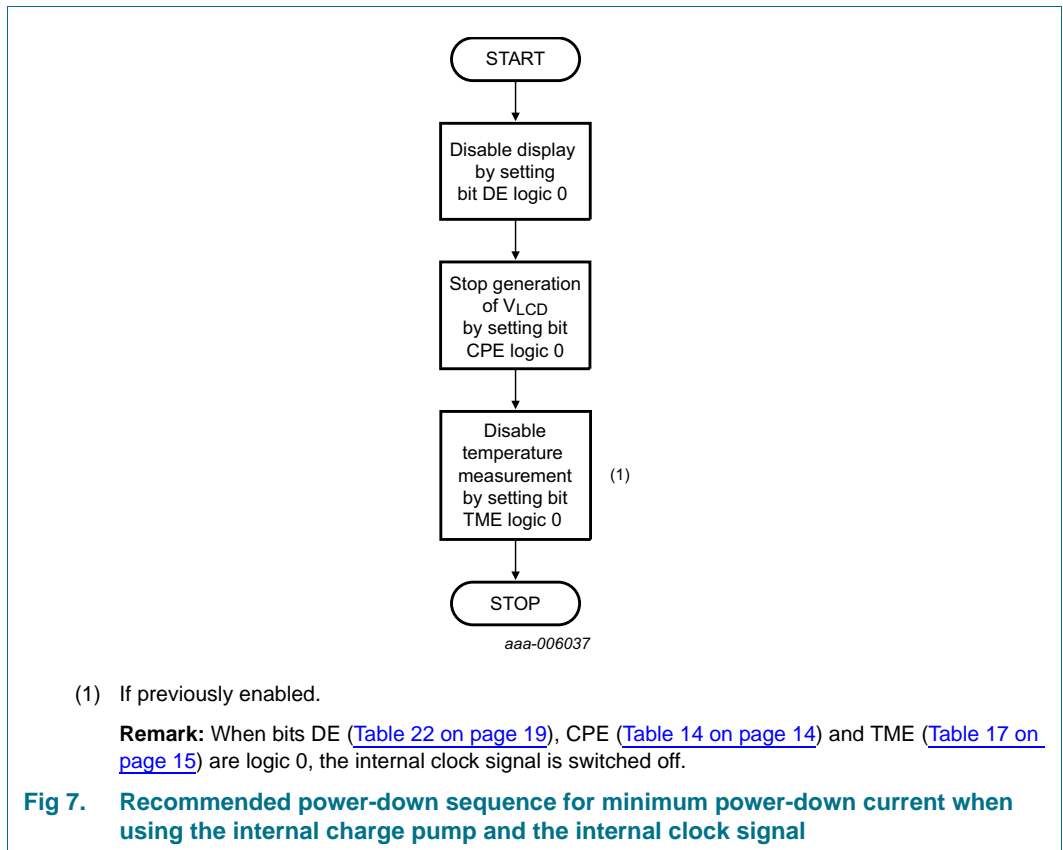 START
Disable display
by setting
bit DE logic 0
Stop generation
of VLCD
by setting bit
CPE logic 0
Disable
temperature
measurement
by setting bit
TME logic 0
(1)
STOP
aaa-006037
(1) If previously enabled.
Remark: When bits DE (Table 22 on page 19), CPE (Table 14 on page 14) and TME (Table 17 on
page 15) are logic 0, the internal clock signal is switched off.
Fig 7. Recommended power-down sequence for minimum power-down current when
using the internal charge pump and the internal clock signal